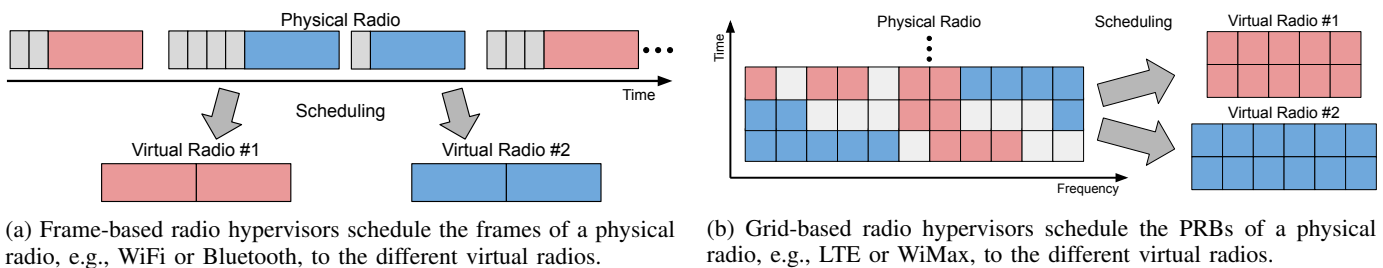 Physical Radio
Time
Scheduling
Virtual Radio #1
Virtual Radio #2
(a) Frame-based radio hypervisors schedule the frames of a physical
radio, e.g., WiFi or Bluetooth, to the different virtual radios.
Physical Radio
Scheduling
Virtual Radio #1
Time
Virtual Radio #2
Frequency
(b) Grid-based radio hypervisors schedule the PRBs of a physical
radio, e.g., LTE or WiMax, to the different virtual radios.